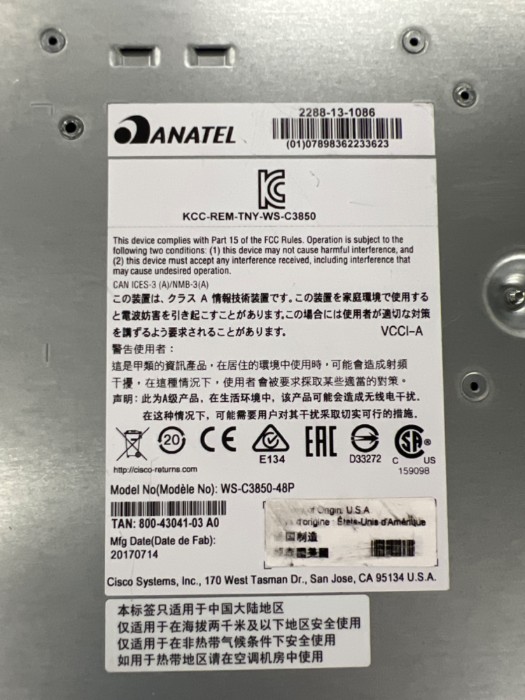 ANATEL
2288-13-1086
(01)07898362233623
KCC-REM-TNY-WS-C3850
This device complies with Part 15 of the FCC Rules. Operation is subject to the
following two conditions: (1) this device may not cause harmful interference, and
(2) this device must accept any interference received, including interference that
may cause undesired operation.
CAN ICES-3 (A)/NMB-3(A)
この装置は、クラス A 情報技術装置です。この装置を家庭環境で使用する
と電波妨害を引き起こすことがあります。この場合には使用者が適切な対策
を講ずるよう要求されることがあります。 VCCI-A
警告使用者：
這是甲類的資訊產品，在居住的環境中使用時，可能會造成射頻
干擾，在這種情況下，使用者會被要求採取某些適當的對策。
声明：此为A级产品，在生活环境中，该产品可能会造成无线电干扰。
在这种情况下，可能需要用户对其干扰采取切实可行的措施。
20 CE EAC SA
E134 D33272 C US
http://cisco-returns.com 159098
Model No(Modèle No): WS-C3850-48P
TAN: 800-43041-03 A0
Mfg Date(Date de Fab):
20170714
of Origin: U.S.A
d'origine : États-Unis d'Amérique
国制造
Cisco Systems, Inc., 170 West Tasman Dr., San Jose, CA 95134 U.S.A.
本标签只适用于中国大陆地区
仅适用于在海拔两千米及以下地区安全使用
仅适用于在非热带气候条件下安全使用
如用于热带地区请在空调机房中使用